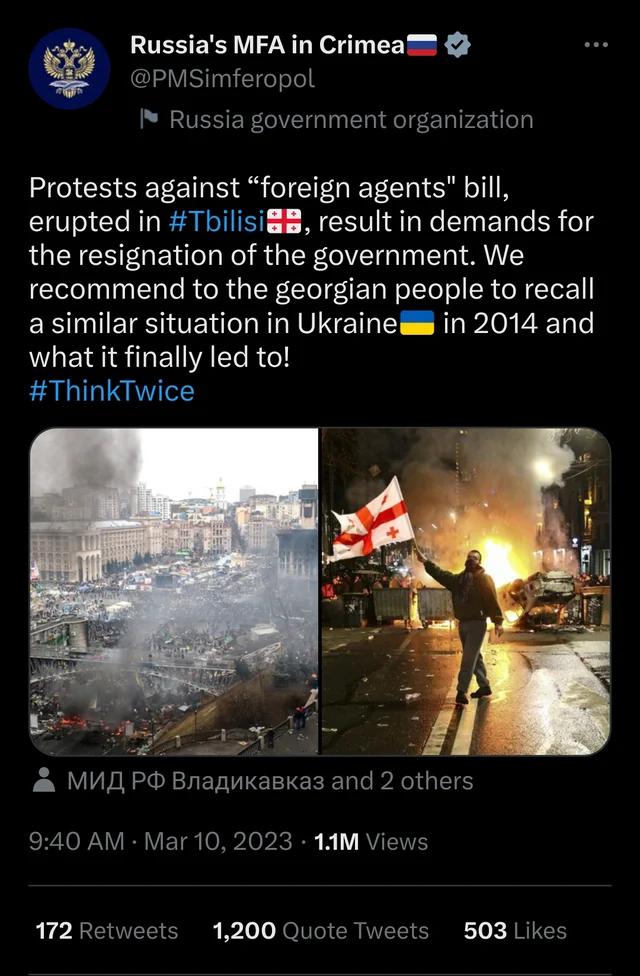 Russia's MFA in Crimea🇷🇺
@PMSimferopol
Russia government organization
Protests against “foreign agents" bill,
erupted in #Tbilisi🇬🇪, result in demands for
the resignation of the government. We
recommend to the georgian people to recall
a similar situation in Ukraine🇺🇦 in 2014 and
what it finally led to!
#ThinkTwice
МИД РФ Владикавказ and 2 others
9:40 AM · Mar 10, 2023 · 1.1M Views
172 Retweets 1,200 Quote Tweets 503 Likes